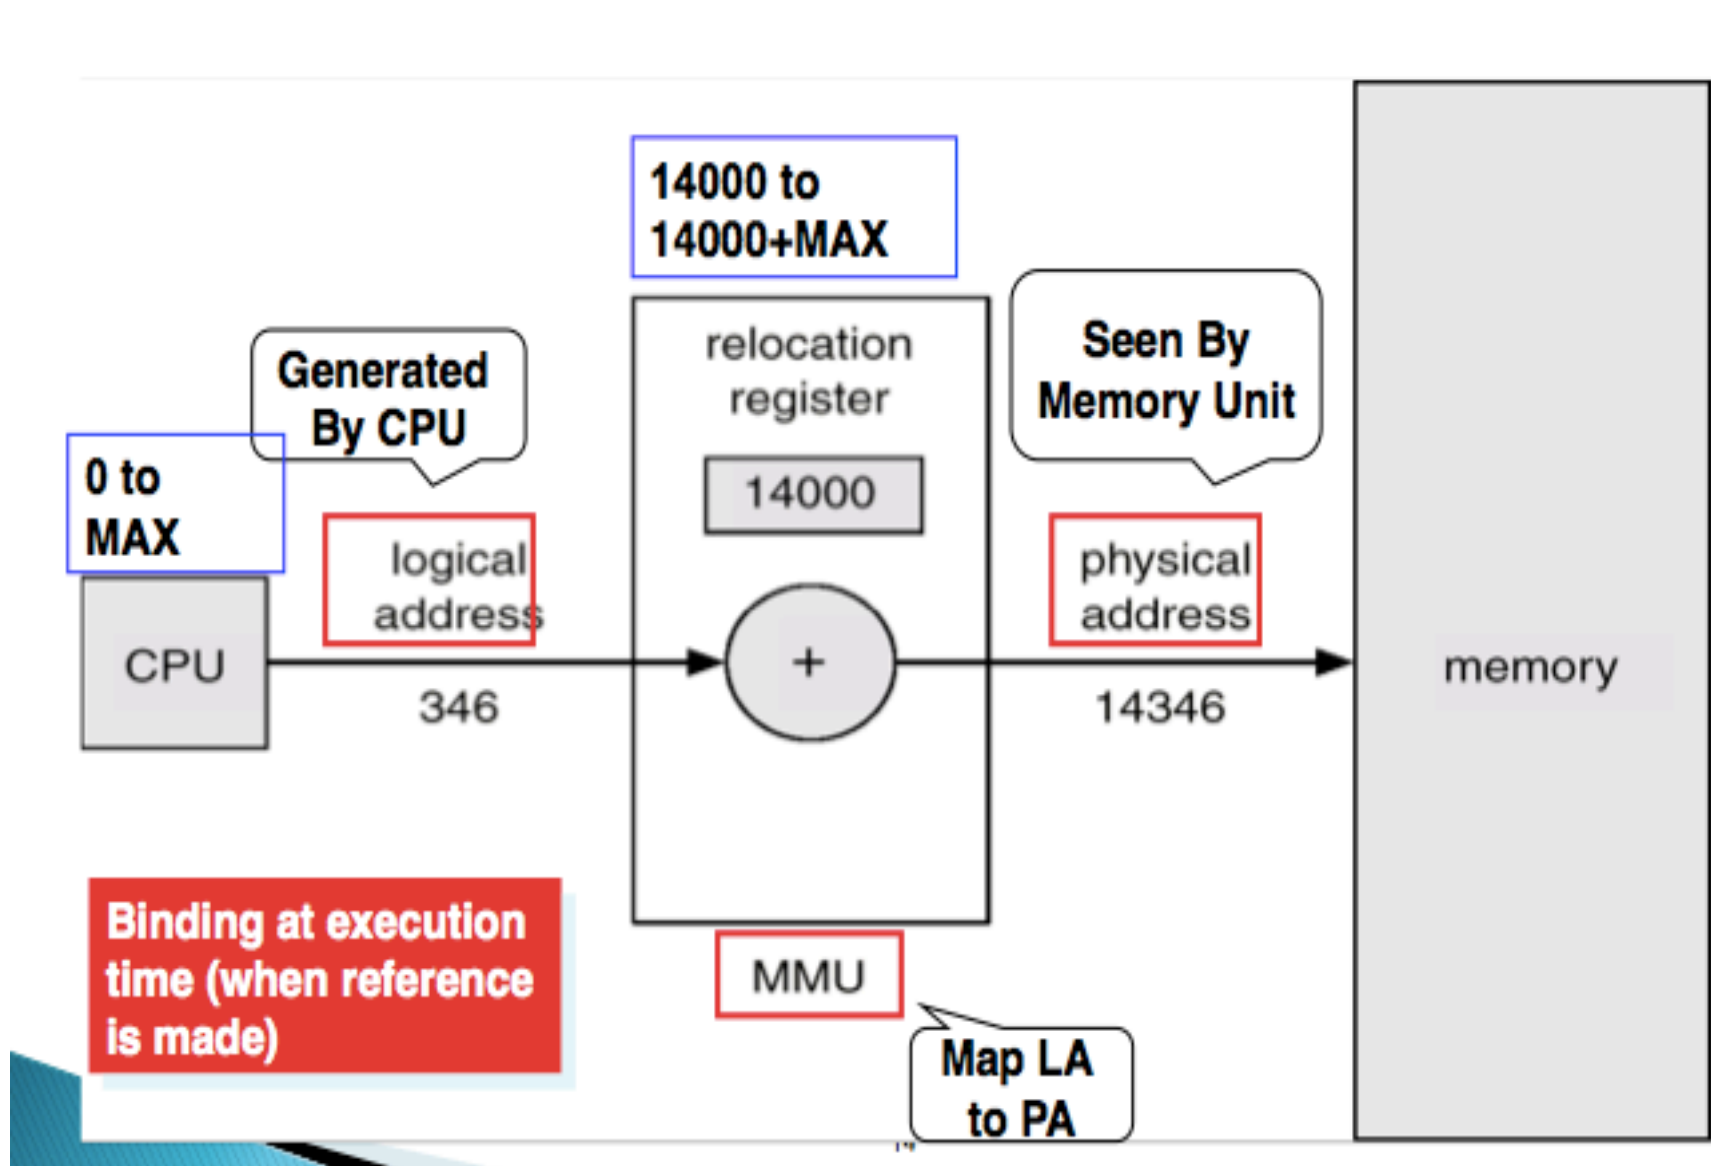 14000 to
14000+MAX
Generated
By CPU
0 to
MAX
relocation
register
14000
Seen By
Memory Unit
logical
address
physical
address
CPU
+
memory
346
14346
Binding at execution
time (when reference
is made)
MMU
Map LA
to PA